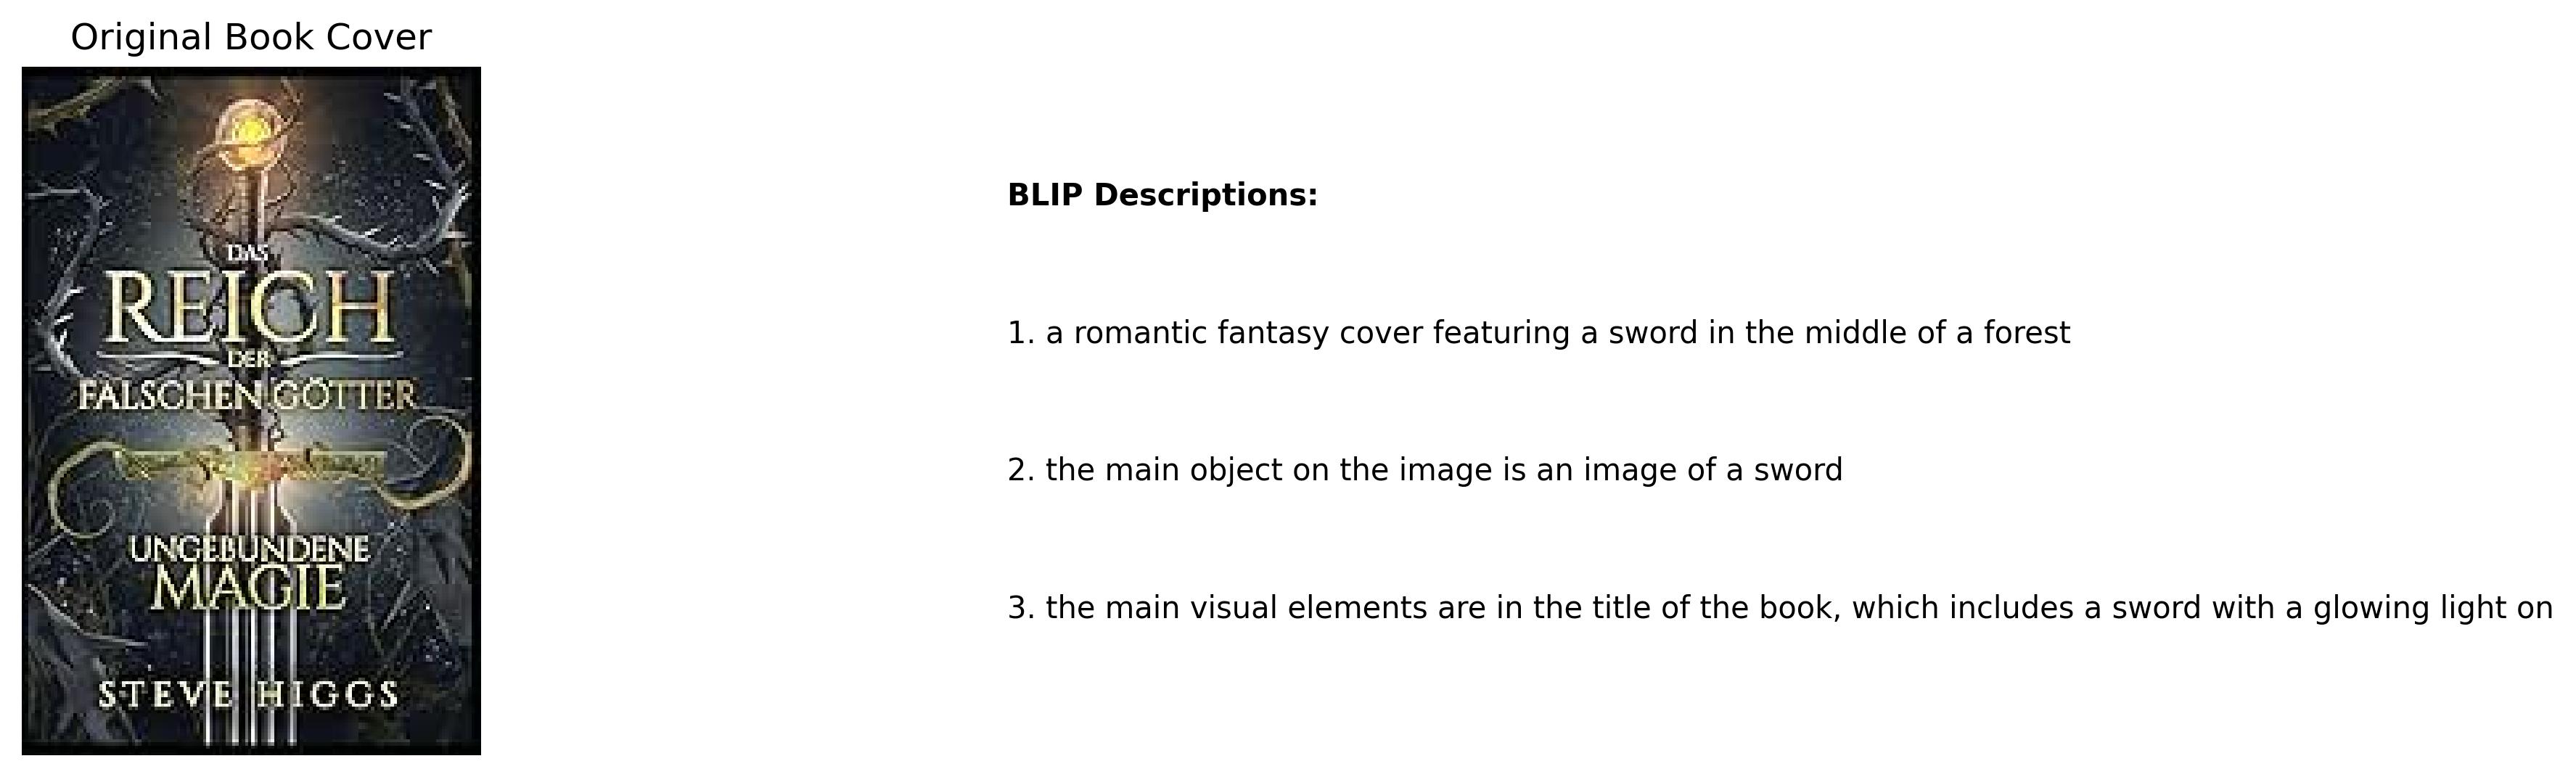 Original Book Cover
DAS
REICH
DER
FALSCHEN GÖTTER
UNGEBUNDENE
MAGIE
STEVE HIGGS
BLIP Descriptions:
1. a romantic fantasy cover featuring a sword in the middle of a forest
2. the main object on the image is an image of a sword
3. the main visual elements are in the title of the book, which includes a sword with a glowing light on